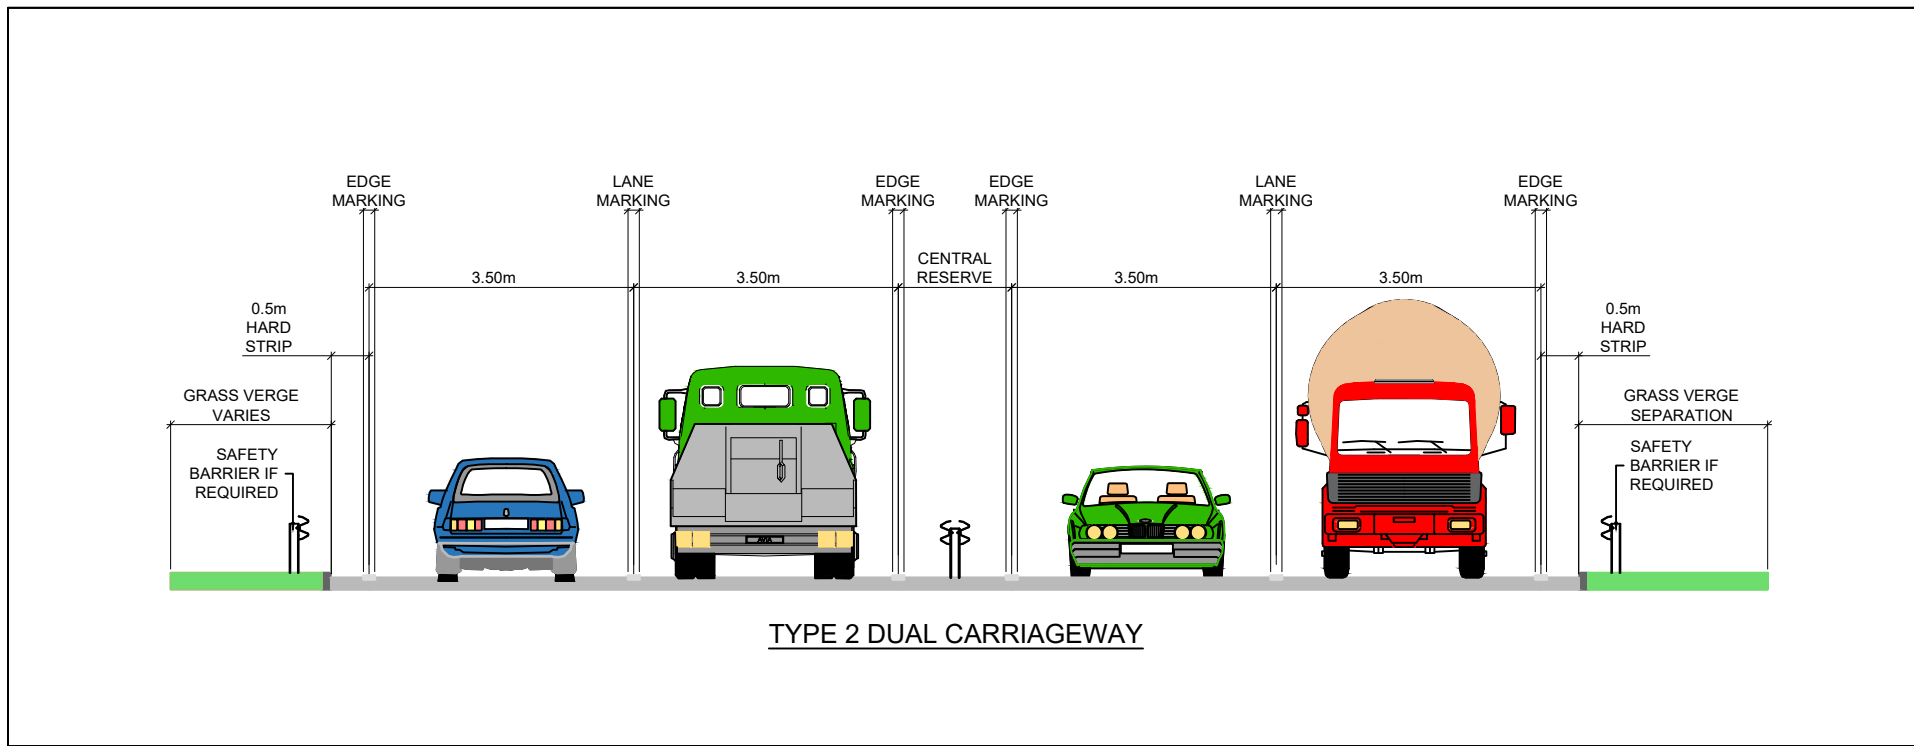 EDGE
MARKING
LANE
MARKING
EDGE
MARKING
EDGE
MARKING
LANE
MARKING
EDGE
MARKING
3.50m
3.50m
CENTRAL
RESERVE
3.50m
3.50m
0.5m
HARD
STRIP
0.5m
HARD
STRIP
GRASS VERGE
VARIES
GRASS VERGE
SEPARATION
SAFETY
BARRIER IF
REQUIRED
SAFETY
BARRIER IF
REQUIRED
AVIA
TYPE 2 DUAL CARRIAGEWAY